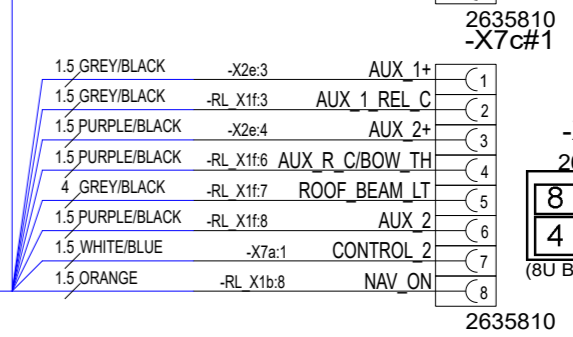 2635810
-X7c#1
1.5 GREY/BLACK -X2e:3 AUX_1+ 1
1.5 GREY/BLACK -RL_X1f:3 AUX_1_REL_C 2
1.5 PURPLE/BLACK -X2e:4 AUX_2+ 3
1.5 PURPLE/BLACK -RL_X1f:6 AUX_R_C/BOW_TH 4
4 GREY/BLACK -RL_X1f:7 ROOF_BEAM_LT 5
1.5 PURPLE/BLACK -RL_X1f:8 AUX_2 6
1.5 WHITE/BLUE -X7a:1 CONTROL_2 7
1.5 ORANGE -RL_X1b:8 NAV_ON 8
2635810
8
4
(8U B